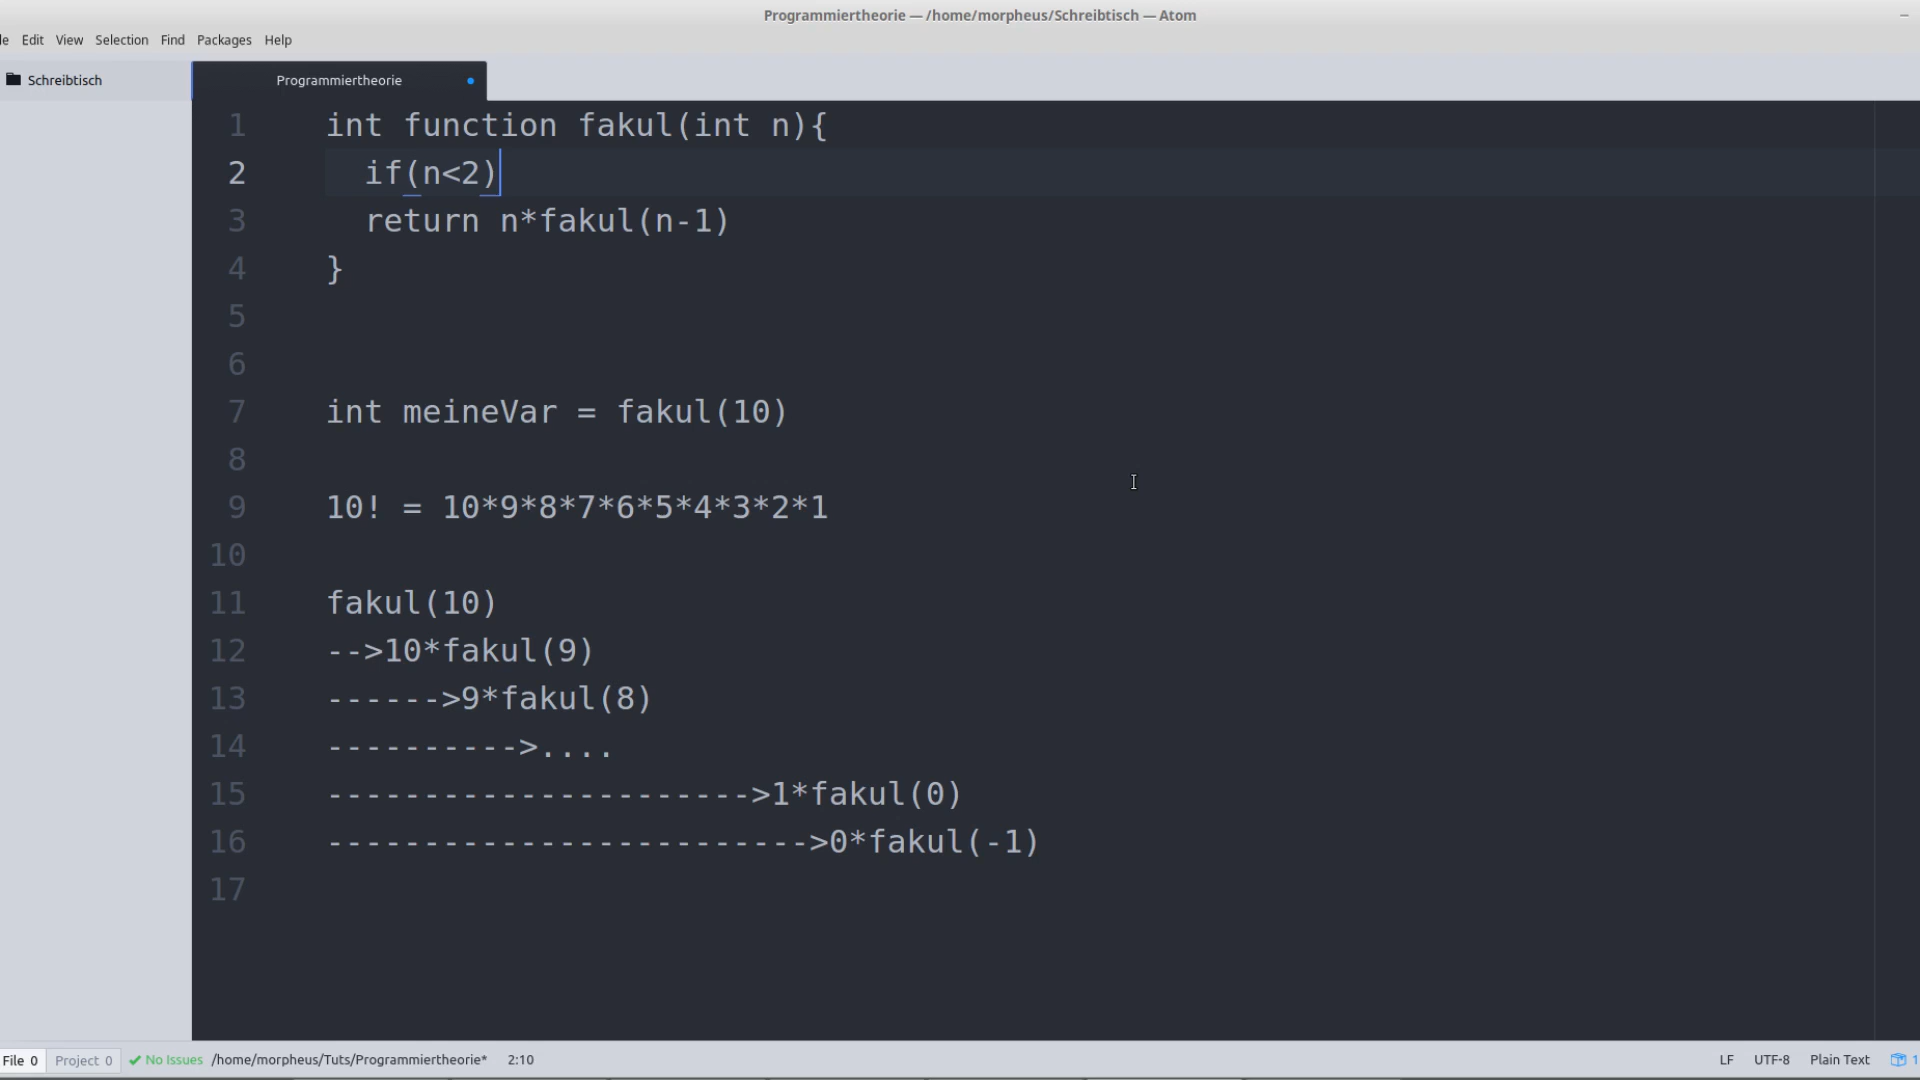 Programmiertheorie — /home/morpheus/Schreibtisch — Atom
le Edit View Selection Find Packages Help
Schreibtisch
Programmiertheorie
1 int function fakul(int n){
2 if(n<2)
3 return n*fakul(n-1)
4 }
5
6
7 int meineVar = fakul(10)
8
9 10! = 10*9*8*7*6*5*4*3*2*1
10
11 fakul(10)
12 -->10*fakul(9)
13 ------>9*fakul(8)
14 ---------->....
15 ---------------------->1*fakul(0)
16 ------------------------->0*fakul(-1)
17
File 0 Project 0 No Issues /home/morpheus/Tuts/Programmiertheorie* 2:10 LF UTF-8 Plain Text 1